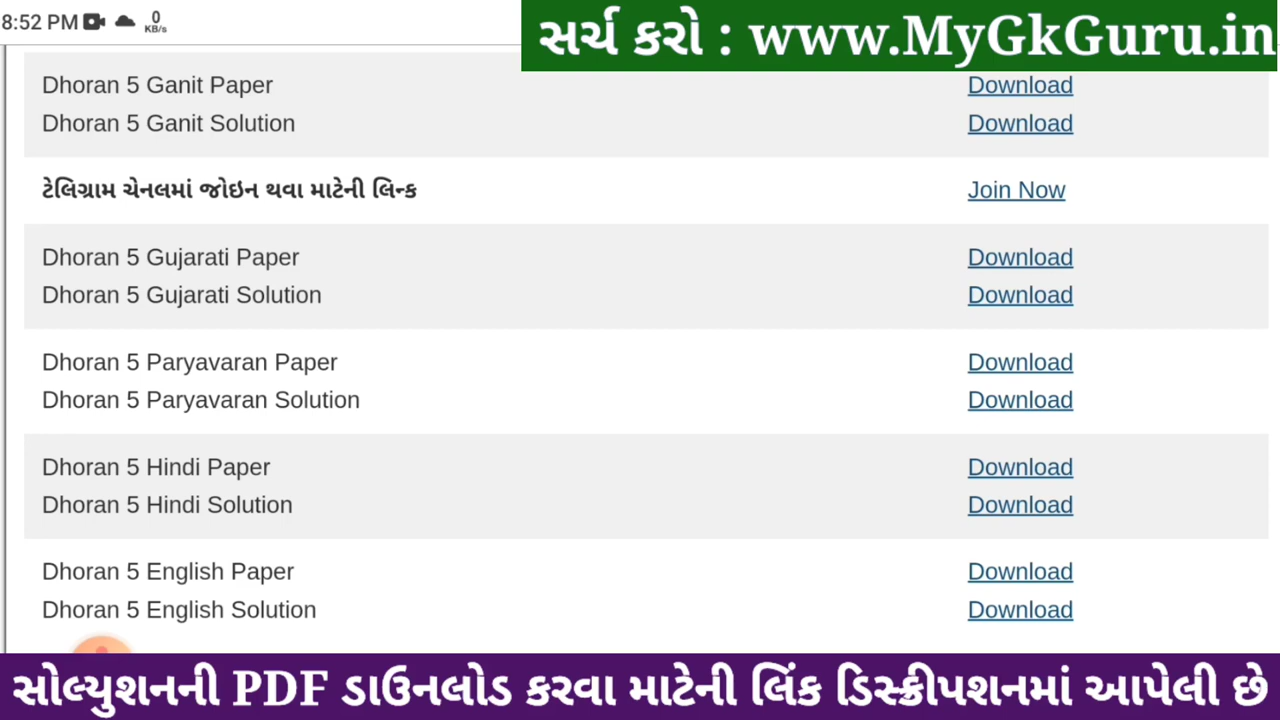 8:52 PM 0 KB/s
સર્ચ કરો : www.MyGkGuru.in
Dhoran 5 Ganit Paper Download
Dhoran 5 Ganit Solution Download
ટેલિગ્રામ ચેનલમાં જોઇન થવા માટેની લિન્ક Join Now
Dhoran 5 Gujarati Paper Download
Dhoran 5 Gujarati Solution Download
Dhoran 5 Paryavaran Paper Download
Dhoran 5 Paryavaran Solution Download
Dhoran 5 Hindi Paper Download
Dhoran 5 Hindi Solution Download
Dhoran 5 English Paper Download
Dhoran 5 English Solution Download
સોલ્યુશનની PDF ડાઉનલોડ કરવા માટેની લિંક ડિસ્ક્રીપશનમાં આપેલી છે